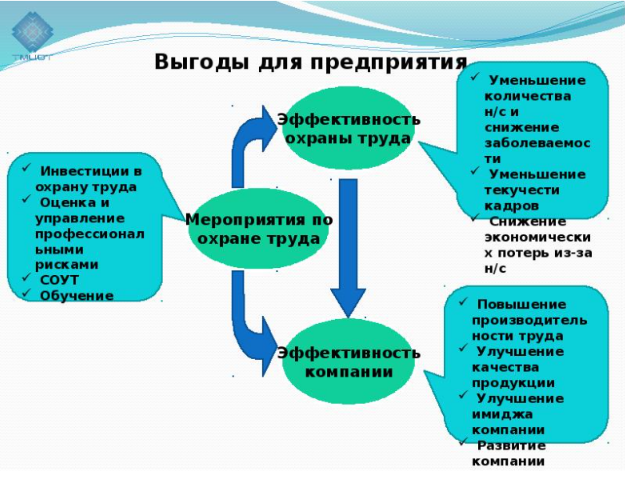 ТМЦОТ
Выгоды для предприятия
Эффективность
охраны труда
✓ Уменьшение
количества
н/с и
снижение
заболеваемос
ти
✓ Уменьшение
текучести
кадров
✓ Снижение
экономически
х потерь из-за
н/с
✓ Инвестиции в
охрану труда
✓ Оценка и
управление
профессионал
ьными
рисками
✓ СОУТ
✓ Обучение
Мероприятия по
охране труда
Эффективность
компании
✓ Повышение
производитель
ности труда
✓ Улучшение
качества
продукции
✓ Улучшение
имиджа
компании
✓ Развитие
компании